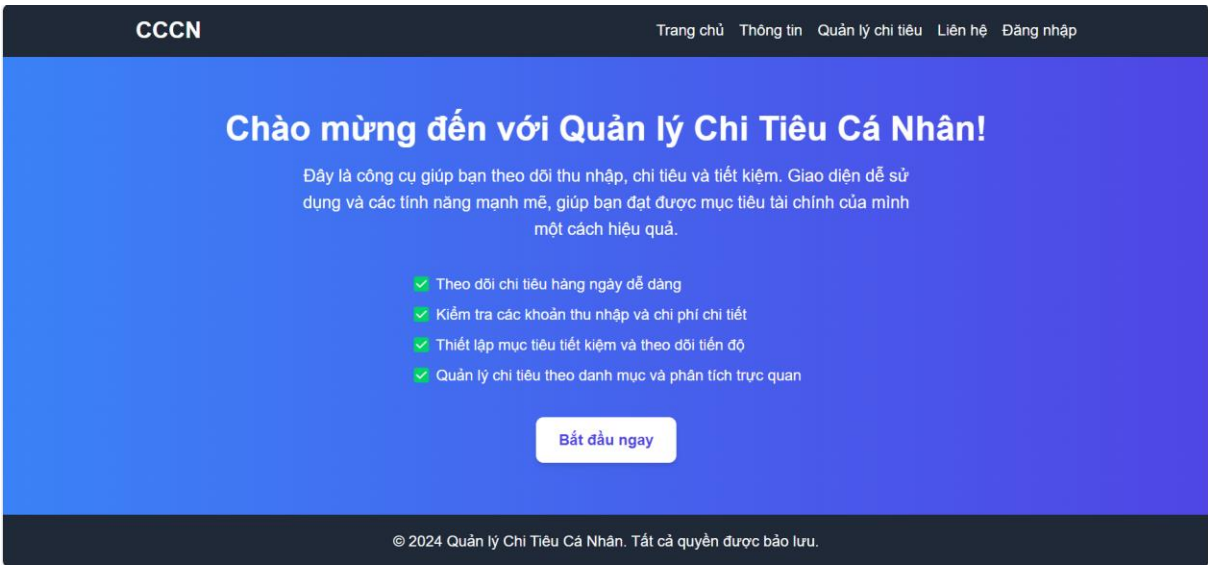 CCCN
Trang chủ Thông tin Quản lý chi tiêu Liên hệ Đăng nhập
Chào mừng đến với Quản lý Chi Tiêu Cá Nhân!
Đây là công cụ giúp bạn theo dõi thu nhập, chi tiêu và tiết kiệm. Giao diện dễ sử
dụng và các tính năng mạnh mẽ, giúp bạn đạt được mục tiêu tài chính của mình
một cách hiệu quả.
Theo dõi chi tiêu hàng ngày dễ dàng
Kiểm tra các khoản thu nhập và chi phí chi tiết
Thiết lập mục tiêu tiết kiệm và theo dõi tiến độ
Quản lý chi tiêu theo danh mục và phân tích trực quan
Bắt đầu ngay
© 2024 Quản lý Chi Tiêu Cá Nhân. Tất cả quyền được bảo lưu.